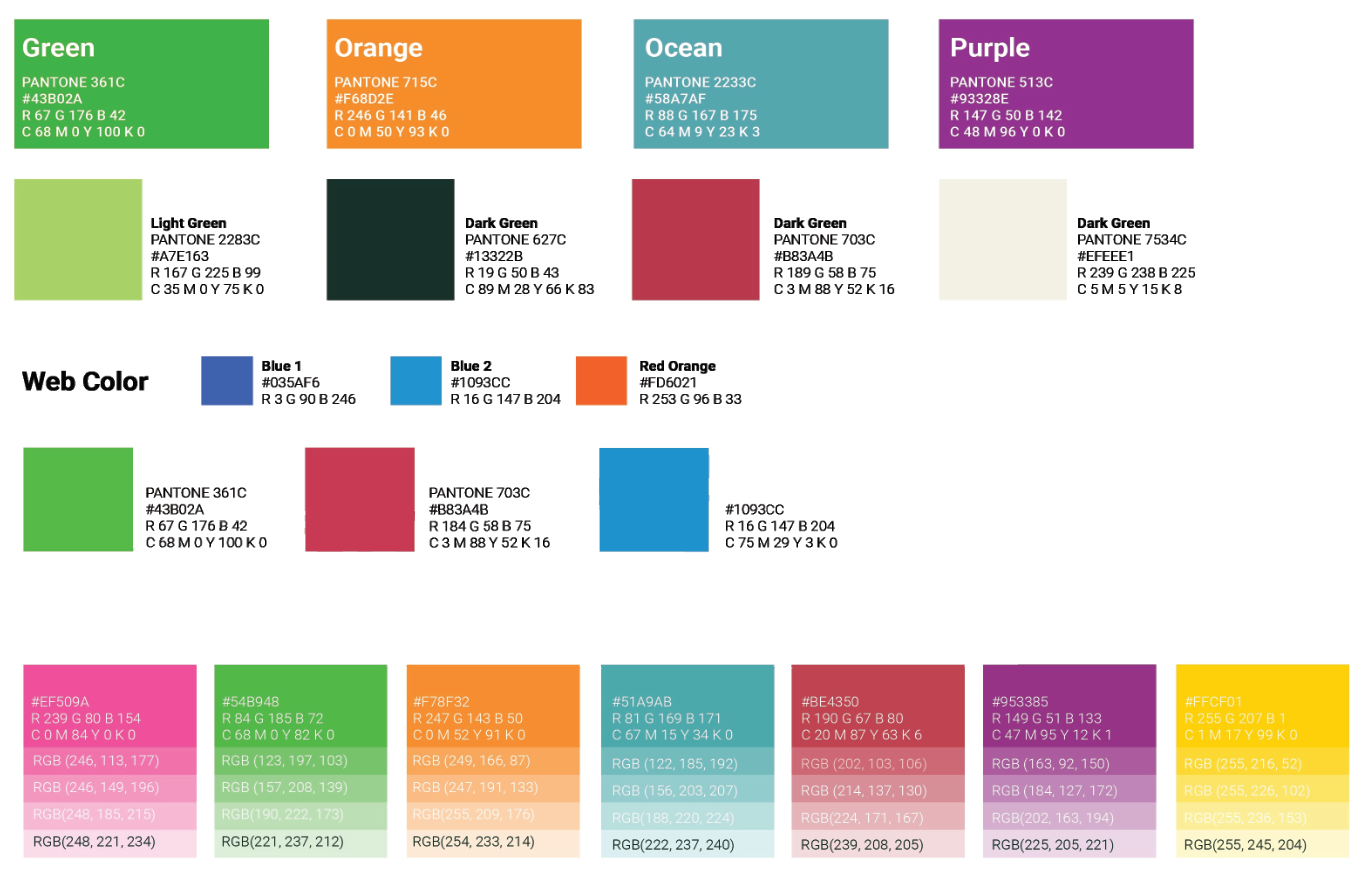 Green
PANTONE 361C
#43B02A
R 67 G 176 B 42
C 68 M 0 Y 100 K 0
Orange
PANTONE 715C
#F68D2E
R 246 G 141 B 46
C 0 M 50 Y 93 K 0
Ocean
PANTONE 2233C
#58A7AF
R 88 G 167 B 175
C 64 M 9 Y 23 K 3
Purple
PANTONE 513C
#93328E
R 147 G 50 B 142
C 48 M 96 Y 0 K 0
Light Green
PANTONE 2283C
#A7E163
R 167 G 225 B 99
C 35 M 0 Y 75 K 0
Dark Green
PANTONE 627C
#13322B
R 19 G 50 B 43
C 89 M 28 Y 66 K 83
Dark Green
PANTONE 703C
#B83A4B
R 189 G 58 B 75
C 3 M 88 Y 52 K 16
Dark Green
PANTONE 7534C
#EFEEE1
R 239 G 238 B 225
C 5 M 5 Y 15 K 8
Web Color
Blue 1
#035AF6
R 3 G 90 B 246
Blue 2
#1093CC
R 16 G 147 B 204
Red Orange
#FD6021
R 253 G 96 B 33
PANTONE 361C
#43B02A
R 67 G 176 B 42
C 68 M 0 Y 100 K 0
PANTONE 703C
#B83A4B
R 184 G 58 B 75
C 3 M 88 Y 52 K 16
#1093CC
R 16 G 147 B 204
C 75 M 29 Y 3 K 0
#EF509A
R 239 G 80 B 154
C 0 M 84 Y 0 K 0
RGB (246, 113, 177)
RGB (246, 149, 196)
RGB(248, 185, 215)
RGB(248, 221, 234)
#54B948
R 84 G 185 B 72
C 68 M 0 Y 82 K 0
RGB (123, 197, 103)
RGB (157, 208, 139)
RGB(190, 222, 173)
RGB(221, 237, 212)
#F78F32
R 247 G 143 B 50
C 0 M 52 Y 91 K 0
RGB (249, 166, 87)
RGB (247, 191, 133)
RGB(255, 209, 176)
RGB(254, 233, 214)
#51A9AB
R 81 G 169 B 171
C 67 M 15 Y 34 K 0
RGB (122, 185, 192)
RGB (156, 203, 207)
RGB(188, 220, 224)
RGB(222, 237, 240)
#BE4350
R 190 G 67 B 80
C 20 M 87 Y 63 K 6
RGB (202, 103, 106)
RGB (214, 137, 130)
RGB(224, 171, 167)
RGB(239, 208, 205)
#953385
R 149 G 51 B 133
C 47 M 95 Y 12 K 1
RGB (163, 92, 150)
RGB (184, 127, 172)
RGB(202, 163, 194)
RGB(225, 205, 221)
#FFCF01
R 255 G 207 B 1
C 1 M 17 Y 99 K 0
RGB (255, 216, 52)
RGB (255, 226, 102)
RGB(255, 236, 153)
RGB(255, 245, 204)